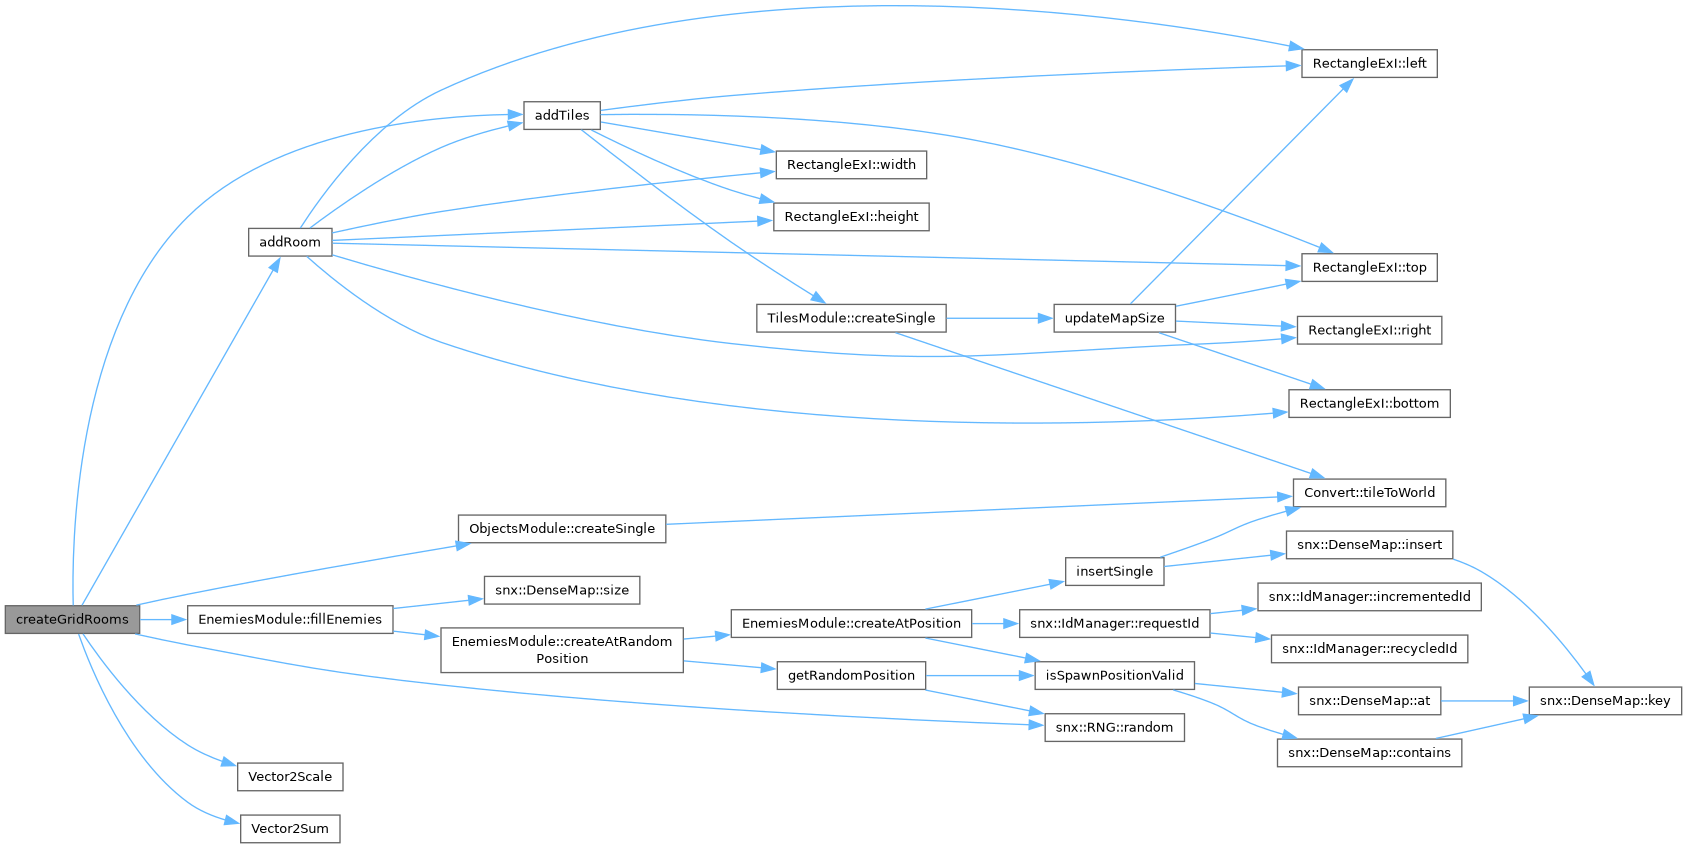 RectangleExI::left
addTiles
RectangleExI::width
RectangleExI::height
addRoom
RectangleExI::top
TilesModule::createSingle
updateMapSize
RectangleExI::right
RectangleExI::bottom
Convert::tileToWorld
ObjectsModule::createSingle
snx::DenseMap::insert
insertSingle
snx::DenseMap::size
snx::IdManager::incrementedId
createGridRooms
EnemiesModule::fillEnemies
EnemiesModule::createAtPosition
snx::IdManager::requestId
EnemiesModule::createAtRandom
Position
snx::IdManager::recycledId
getRandomPosition
isSpawnPositionValid
snx::DenseMap::at
snx::DenseMap::key
snx::RNG::random
snx::DenseMap::contains
Vector2Scale
Vector2Sum